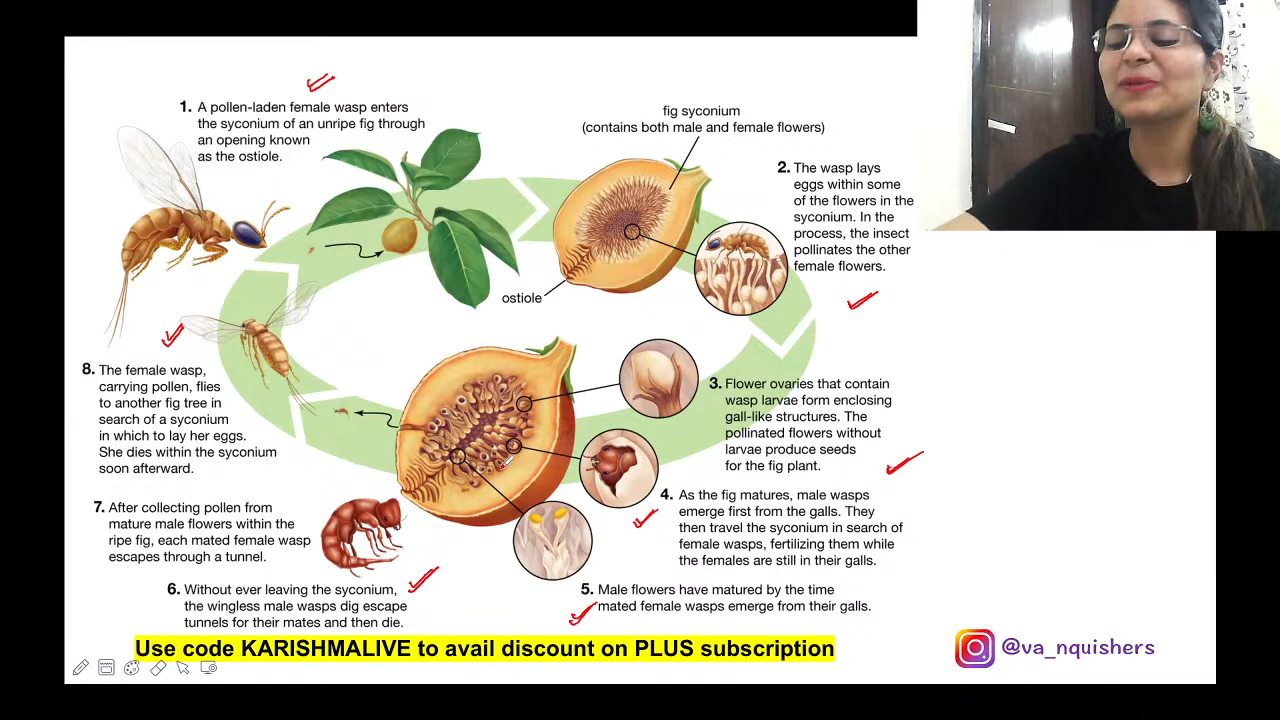 1. A pollen-laden female wasp enters
the syconium of an unripe fig through
an opening known
as the ostiole.
fig syconium
(contains both male and female flowers)
2. The wasp lays
eggs within some
of the flowers in the
syconium. In the
process, the insect
pollinates the other
female flowers.
ostiole
3. Flower ovaries that contain
wasp larvae form enclosing
gall-like structures. The
pollinated flowers without
larvae produce seeds
for the fig plant.
4. As the fig matures, male wasps
emerge first from the galls. They
then travel the syconium in search of
female wasps, fertilizing them while
the females are still in their galls.
5. Male flowers have matured by the time
mated female wasps emerge from their galls.
6. Without ever leaving the syconium,
the wingless male wasps dig escape
tunnels for their mates and then die.
7. After collecting pollen from
mature male flowers within the
ripe fig, each mated female wasp
escapes through a tunnel.
8. The female wasp,
carrying pollen, flies
to another fig tree in
search of a syconium
in which to lay her eggs.
She dies within the syconium
soon afterward.
Use code KARISHMALIVE to avail discount on PLUS subscription
@va_nquishers